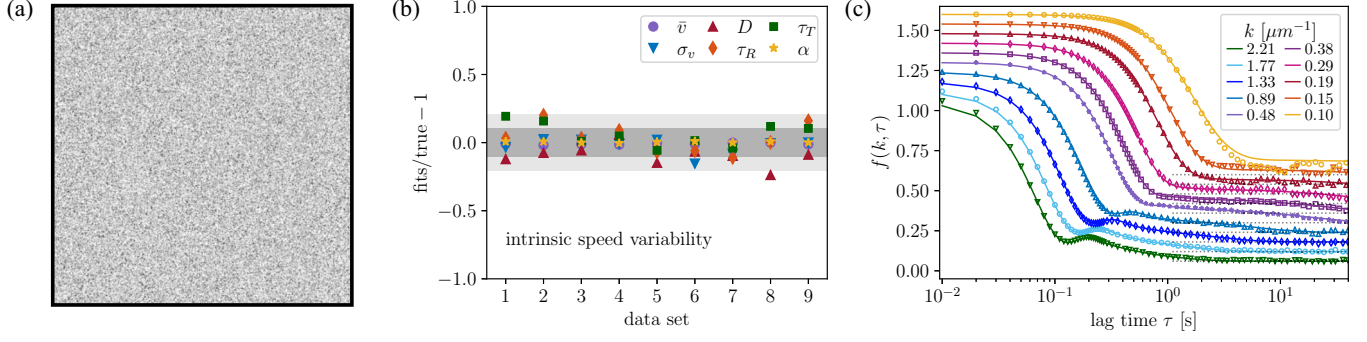 (a)
(b)
1.0
0.5
0.0
−0.5
−1.0
fits/true − 1
v̄ D τ_T
σ_v τ_R α
intrinsic speed variability
1 2 3 4 5 6 7 8 9
data set
(c)
1.50
1.25
1.00
0.75
0.50
0.25
0.00
f(k, τ)
k [μm⁻¹]
2.21 0.38
1.77 0.29
1.33 0.19
0.89 0.15
0.48 0.10
10⁻² 10⁻¹ 10⁰ 10¹
lag time τ [s]